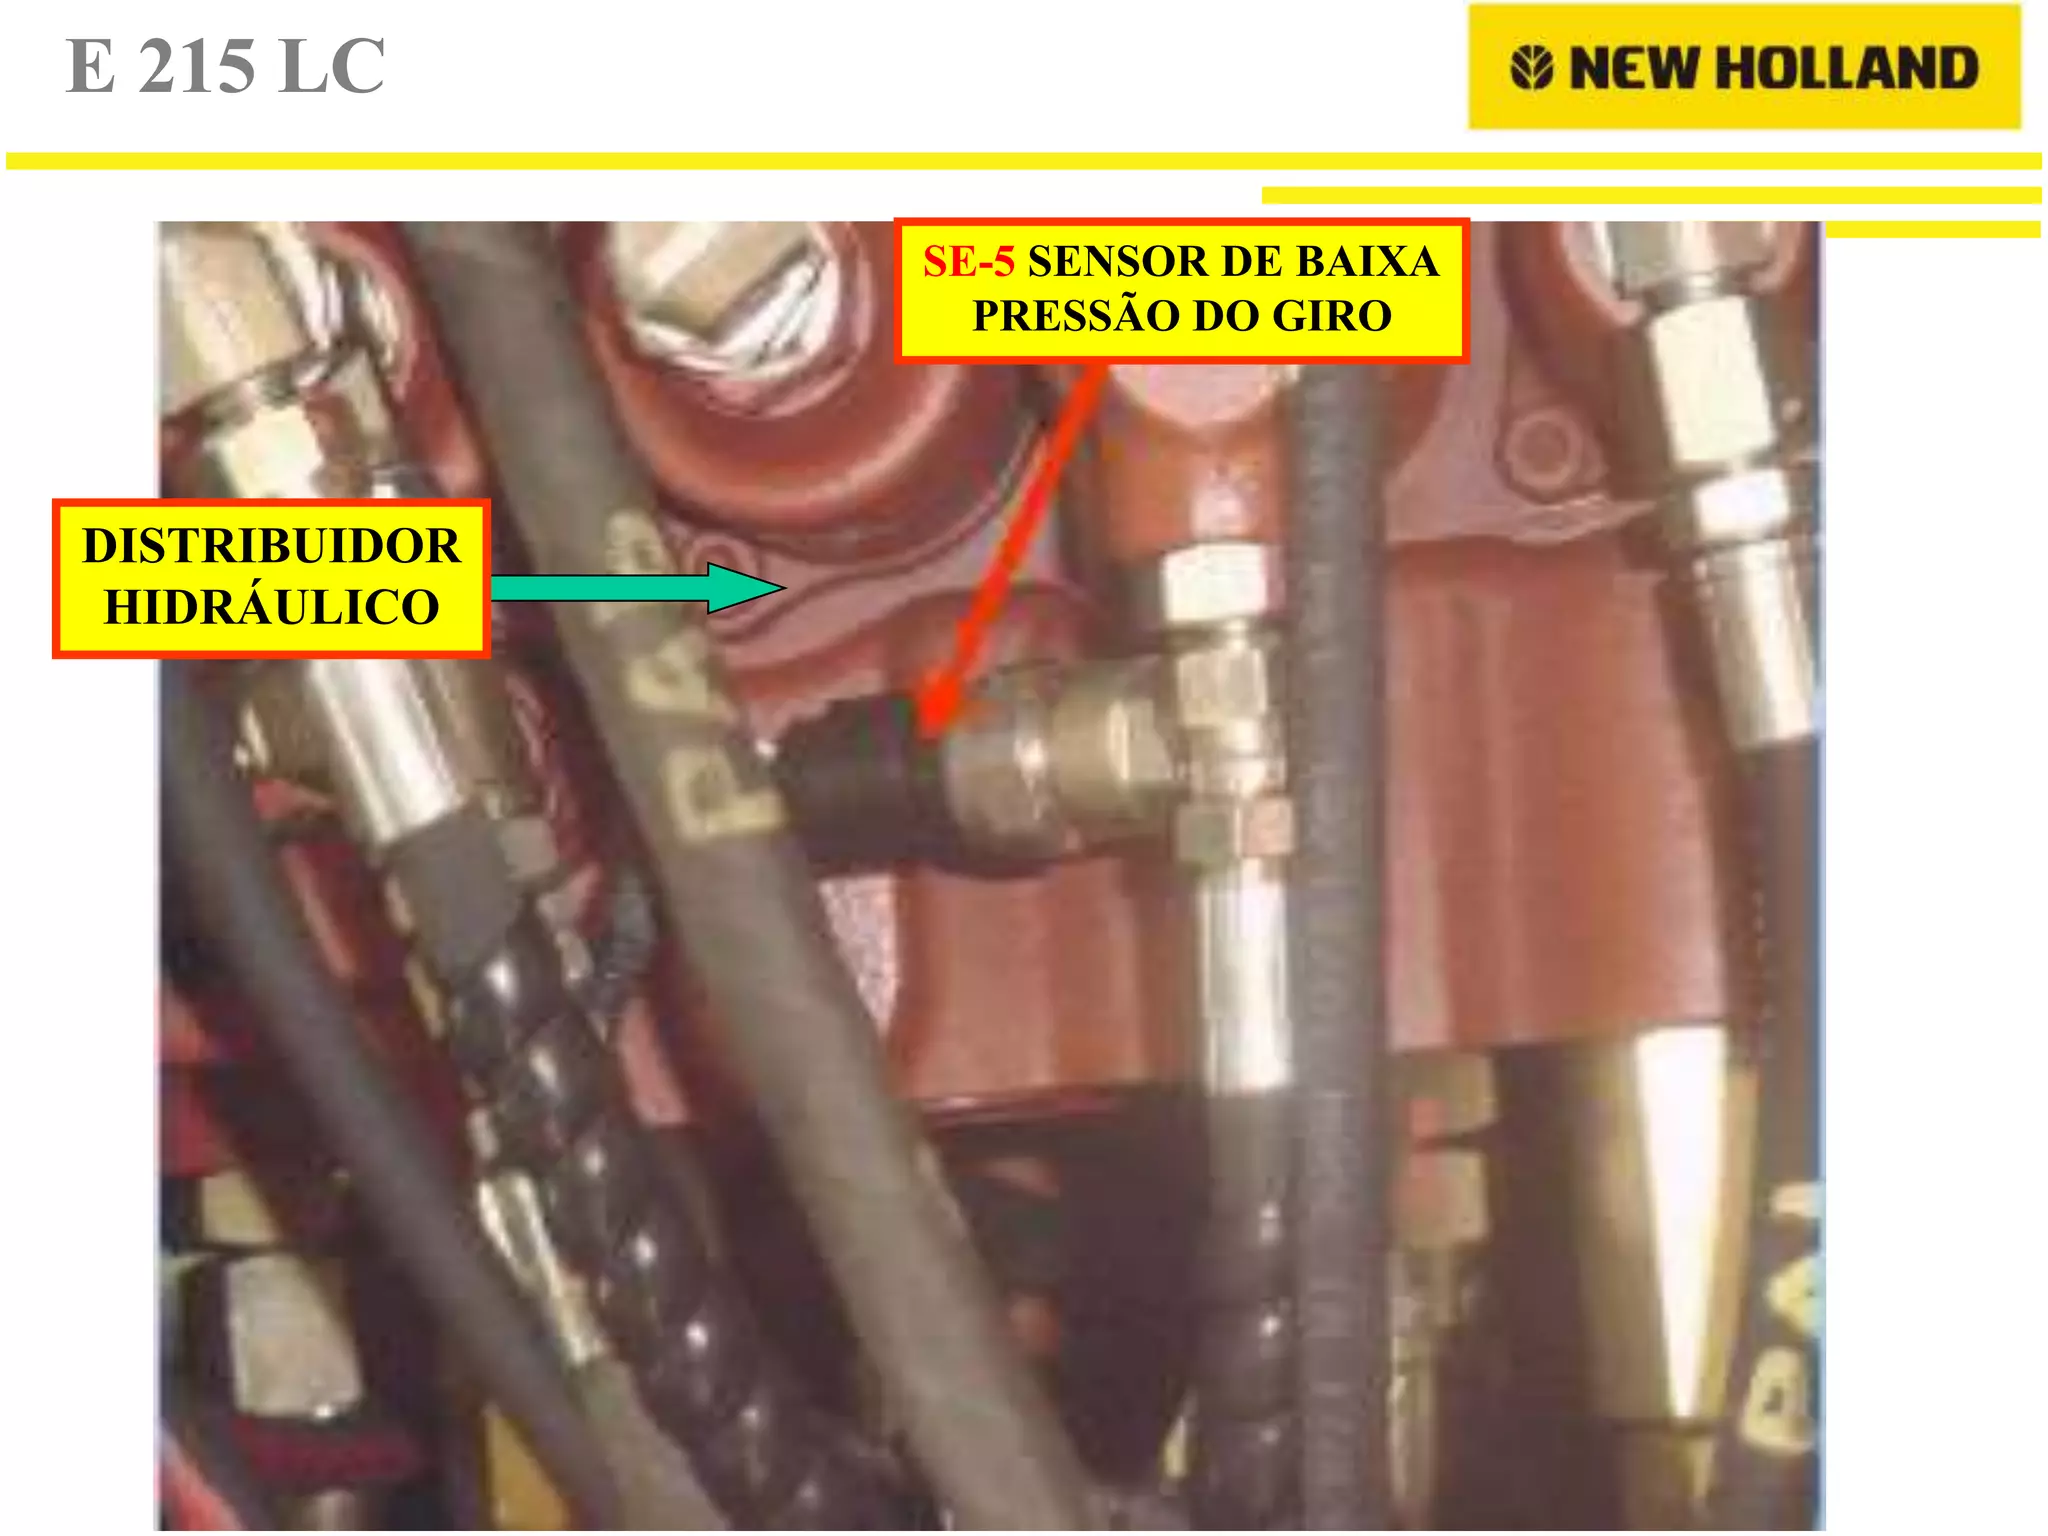 E 215 LC
NEW HOLLAND
SE-5 SENSOR DE BAIXA
PRESSÃO DO GIRO
DISTRIBUIDOR
HIDRÁULICO